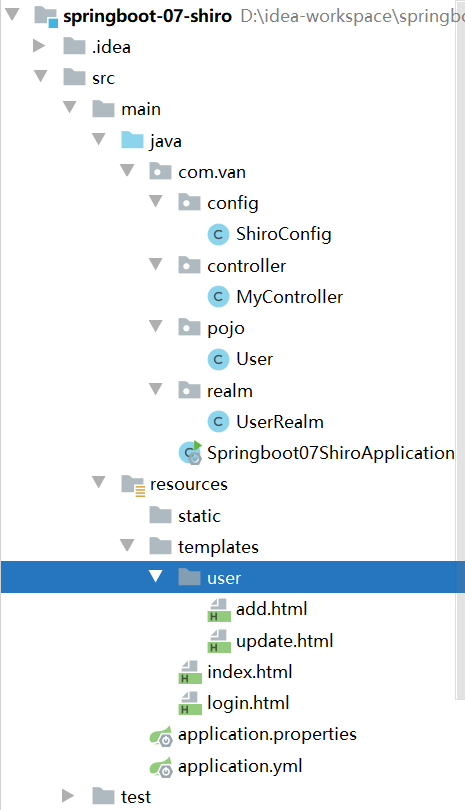 springboot-07-shiro D:\idea-workspace\springbo
.idea
src
main
java
com.van
config
ShiroConfig
controller
MyController
pojo
User
realm
UserRealm
Springboot07ShiroApplication
resources
static
templates
user
add.html
update.html
index.html
login.html
application.properties
application.yml
test